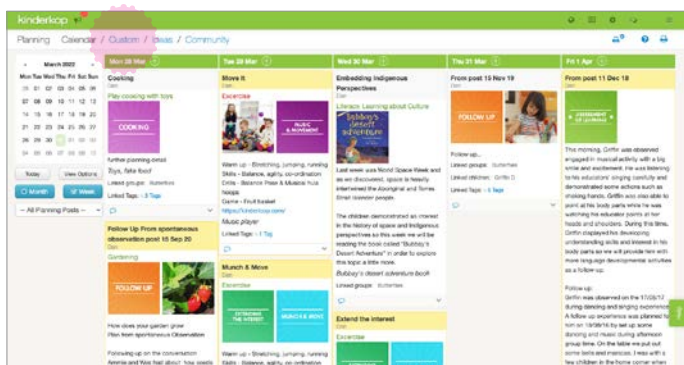 kinderkop
Planning Calendar / Custom / Ideas / Community
March 2022
Mon Tue Wed Thu Fri Sat Sun
Today View Options
Month Week
-- All Planning Posts --
Mon 28 Mar
Cooking
Play cooking with toys
COOKING
further planning detail
Toys, fake food
Linked groups: Butterflies
Linked Tags: 3 Tags
Follow Up From spontaneous
observation post 15 Sep 20
Gardening
FOLLOW UP
How does your garden grow
Plan from spontaneous Observation
Following up on the conversation
Tue 29 Mar
Move It
Excercise
MUSIC
& MOVEMENT
Warm up - Stretching, jumping, running
Skills - Balance, agility, co-ordination
Skills - Balance Pose & Musical hula
hoops
Game - Fruit basket
Music player
Linked Tags: 1 Tags
Munch & Move
Excercise
EXTENDING
THE INTEREST
MUNCH & MOVE
Warm up - Stretching, jumping, running
Skills - Balance, agility, co-ordination
Wed 30 Mar
Embedding Indigenous
Perspectives
Literacy: Learning about Culture
Bubbay's
desert
adventure
Last week was World Space Week and
as we discovered, space is heavily
intertwined the Aboriginal and Torres
Strait Islander people.
The children demonstrated an interest
in the history of space and Indigenous
perspectives so this week we will be
reading the book called "Bubbay's
Desert Adventure" in order to explore
this topic a little more.
Bubbay's desert adventure book
Linked groups: Butterflies
Extend the interest
Excercise
Thu 31 Mar
From post 15 Nov 19
FOLLOW UP
Follow up...
Linked groups: Butterflies
Linked children: Griffin D
Linked Tags: 5 Tags
Fri 1 Apr
From post 11 Dec 18
ASSESSMENT
OF LEARNING
This morning, Griffin was observed
engaged in musical activity with a big
smile and excitement. He was listening
to his educators' singing carefully and
demonstrated some actions such as
shaking hands. Griffin was also able to
point at his body parts while he was
watching his educator points at her
heads and shoulders. During this time,
Griffin displayed his developing
understanding skills and interest in his
body parts so we will provide him with
more language developmental activities
as a follow up.
Follow up:
Griffin was observed on the 17/08/17
during dancing and singing experience.
A follow up experience was planned for
him on 19/08/16 by set up some
dancing and music during afternoon
group time. On the table we put out
some bells and maracas. I was with a
few children in the home corner when